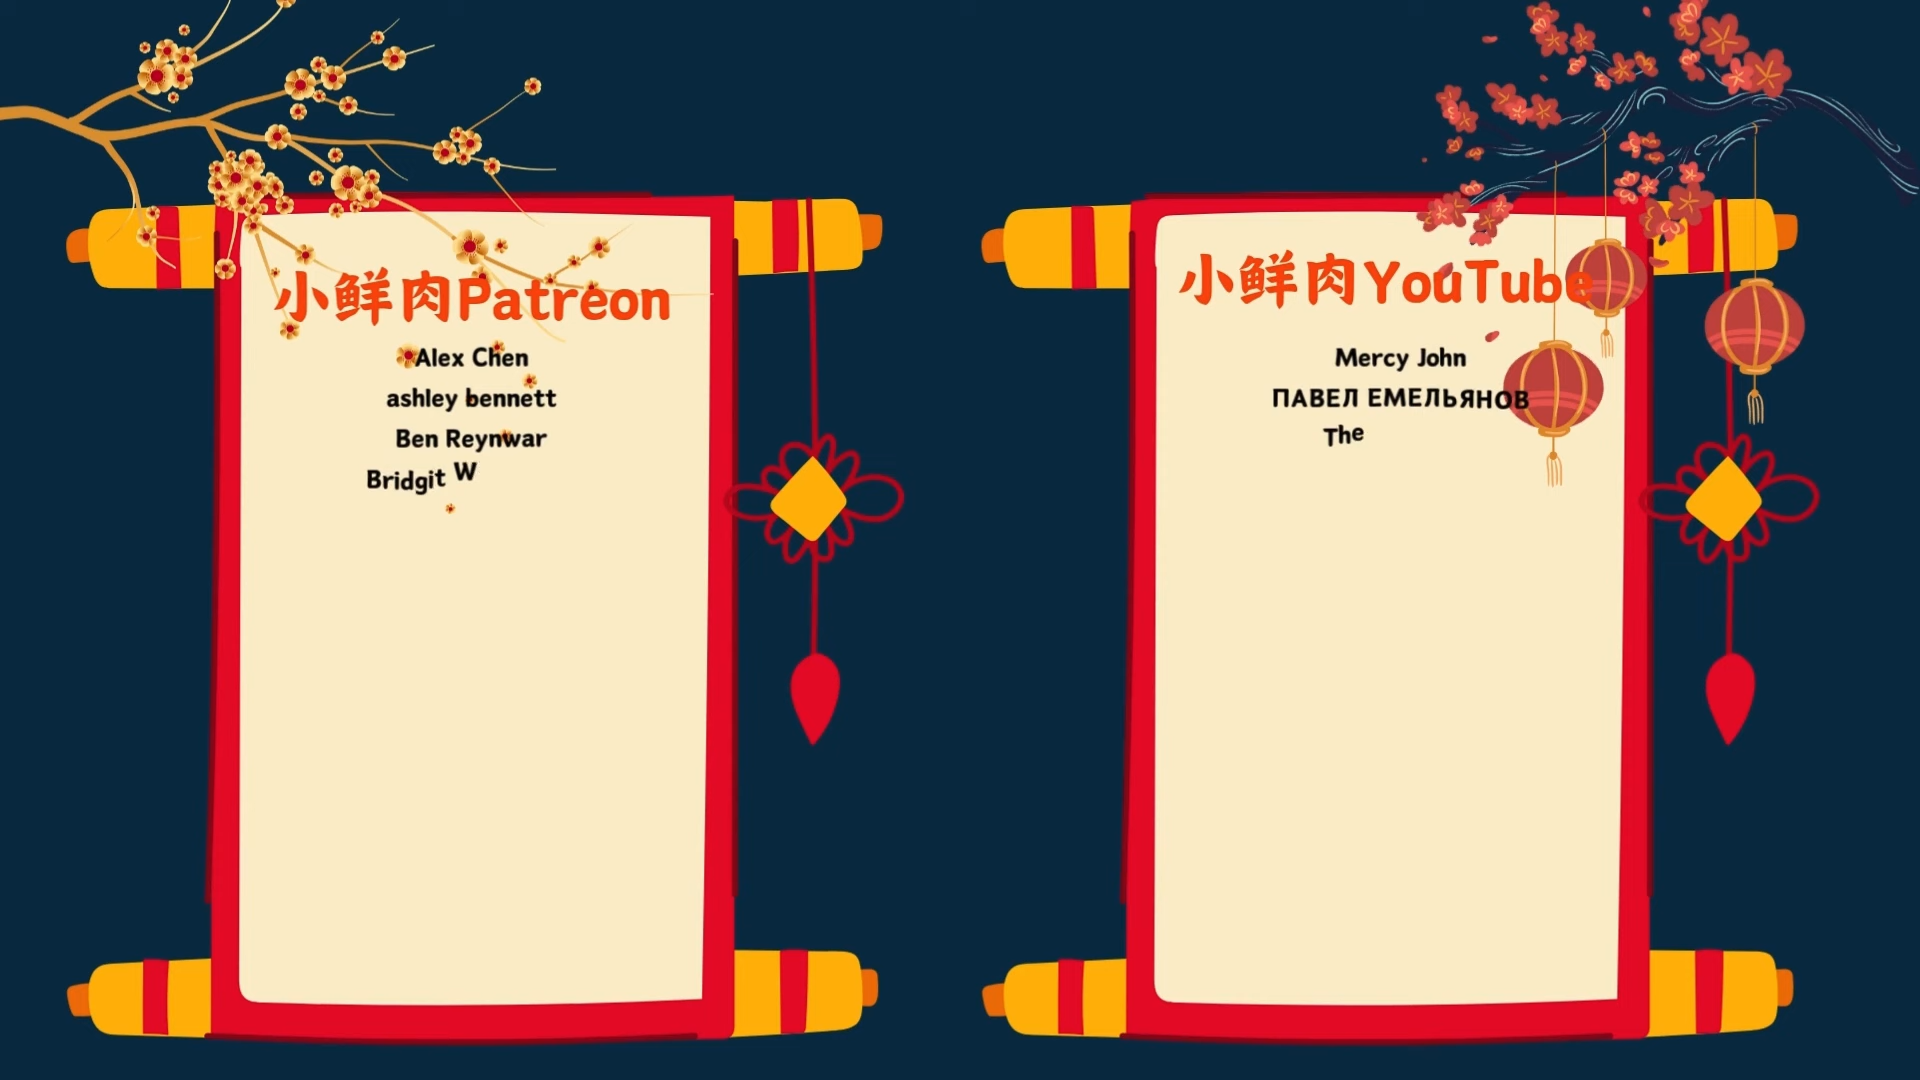 小鲜肉Patreon
Alex Chen
ashley bennett
Ben Reynwar
Bridgit W
小鲜肉YouTube
Mercy John
ПАВЕЛ ЕМЕЛЬЯНОВ
The